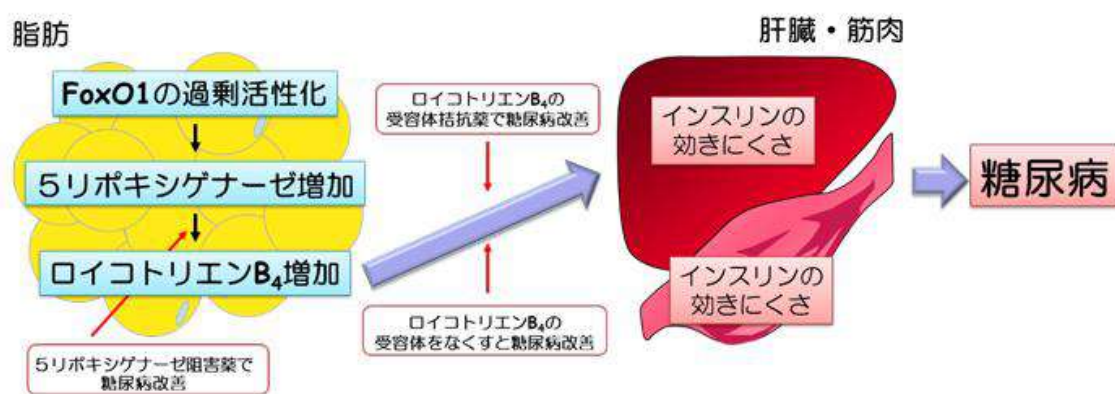 脂肪
FoxO1の過剰活性化
5リポキシゲナーゼ増加
ロイコトリエンB₄増加
5リポキシゲナーゼ阻害薬で
糖尿病改善
ロイコトリエンB₄の
受容体拮抗薬で糖尿病改善
ロイコトリエンB₄の
受容体をなくすと糖尿病改善
肝臓・筋肉
インスリンの
効きにくさ
インスリンの
効きにくさ
糖尿病